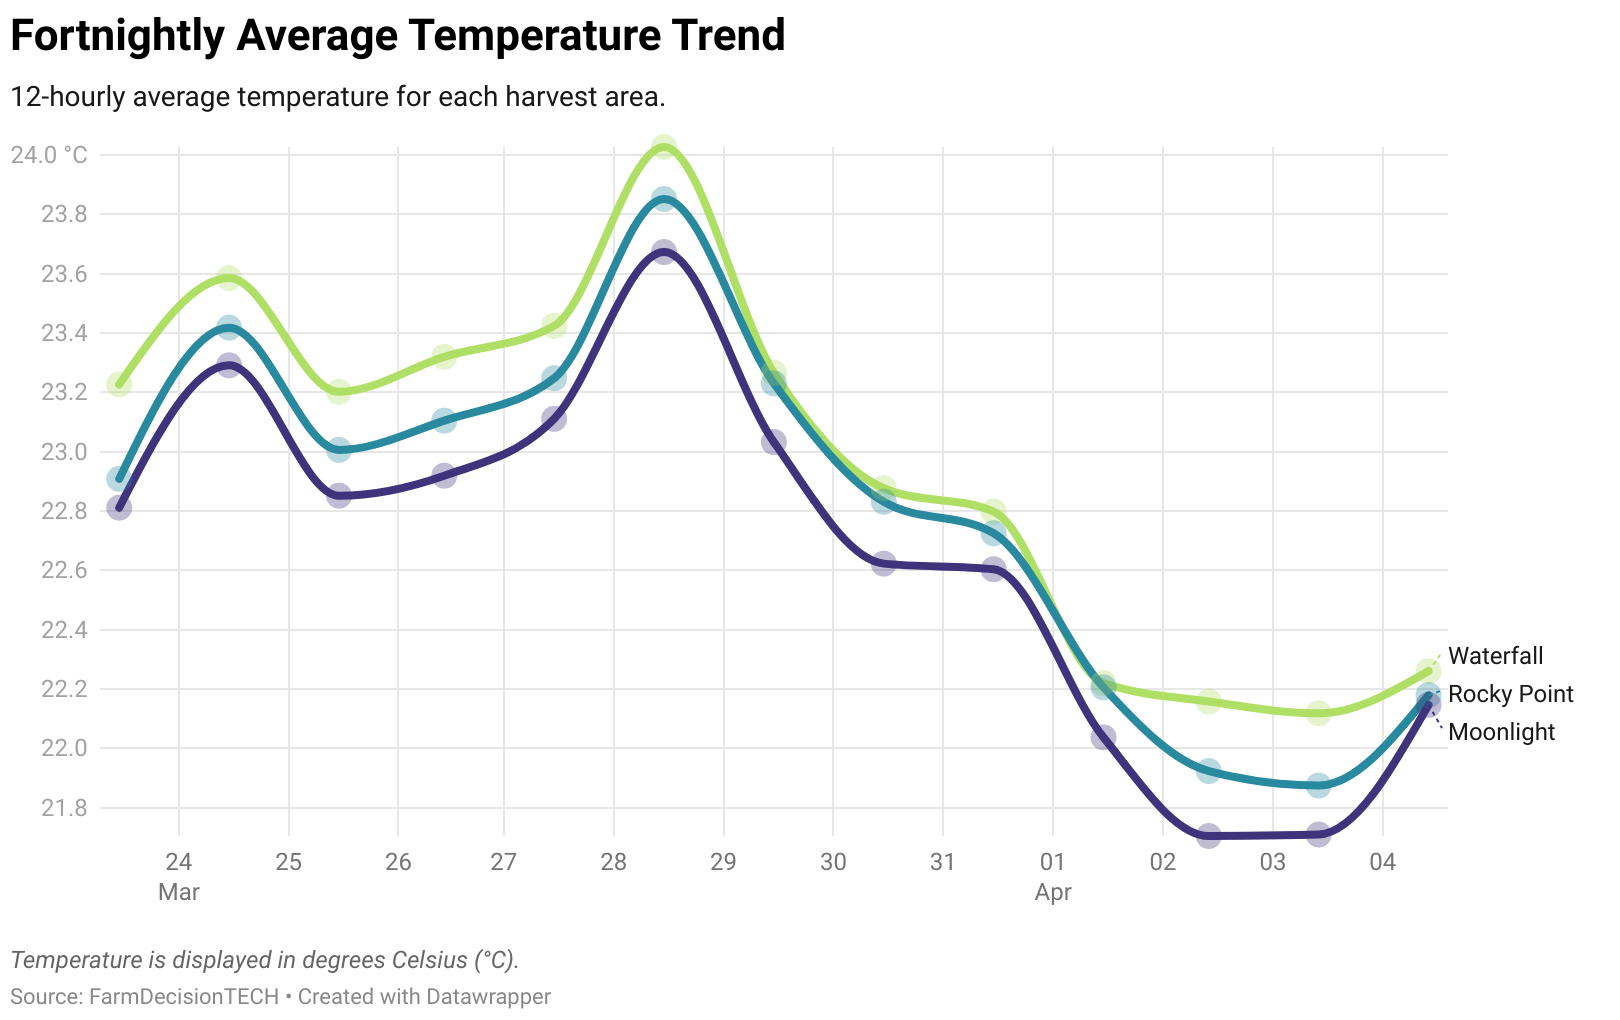 Fortnightly Average Temperature Trend
12-hourly average temperature for each harvest area.
24.0 °C
23.8
23.6
23.4
23.2
23.0
22.8
22.6
22.4
22.2
22.0
21.8
Waterfall
Rocky Point
Moonlight
24 25 26 27 28 29 30 31 01 02 03 04
Mar Apr
Temperature is displayed in degrees Celsius (°C).
Source: FarmDecisionTECH • Created with Datawrapper